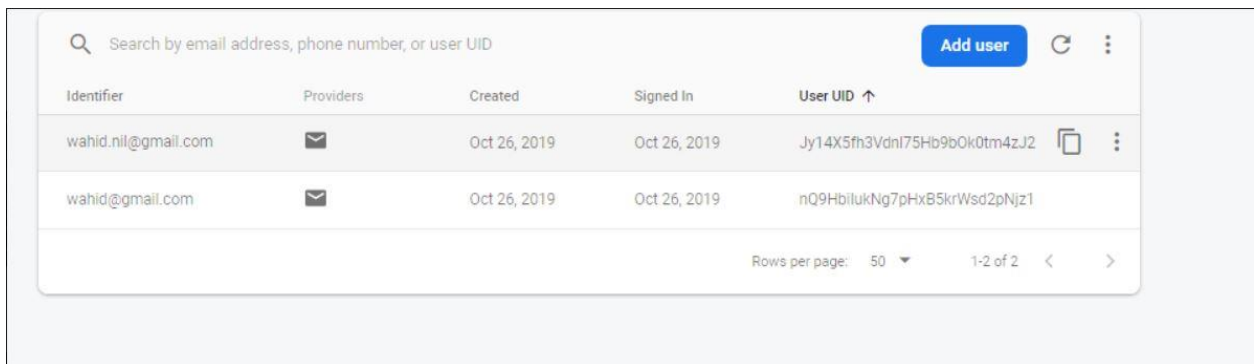 Search by email address, phone number, or user UID Add user
Identifier Providers Created Signed In User UID ↑
wahid.nil@gmail.com Oct 26, 2019 Oct 26, 2019 Jy14X5fh3VdnI75Hb9bOk0tm4zJ2
wahid@gmail.com Oct 26, 2019 Oct 26, 2019 nQ9HbiIukNg7pHxB5krWsd2pNjz1
Rows per page: 50 1-2 of 2